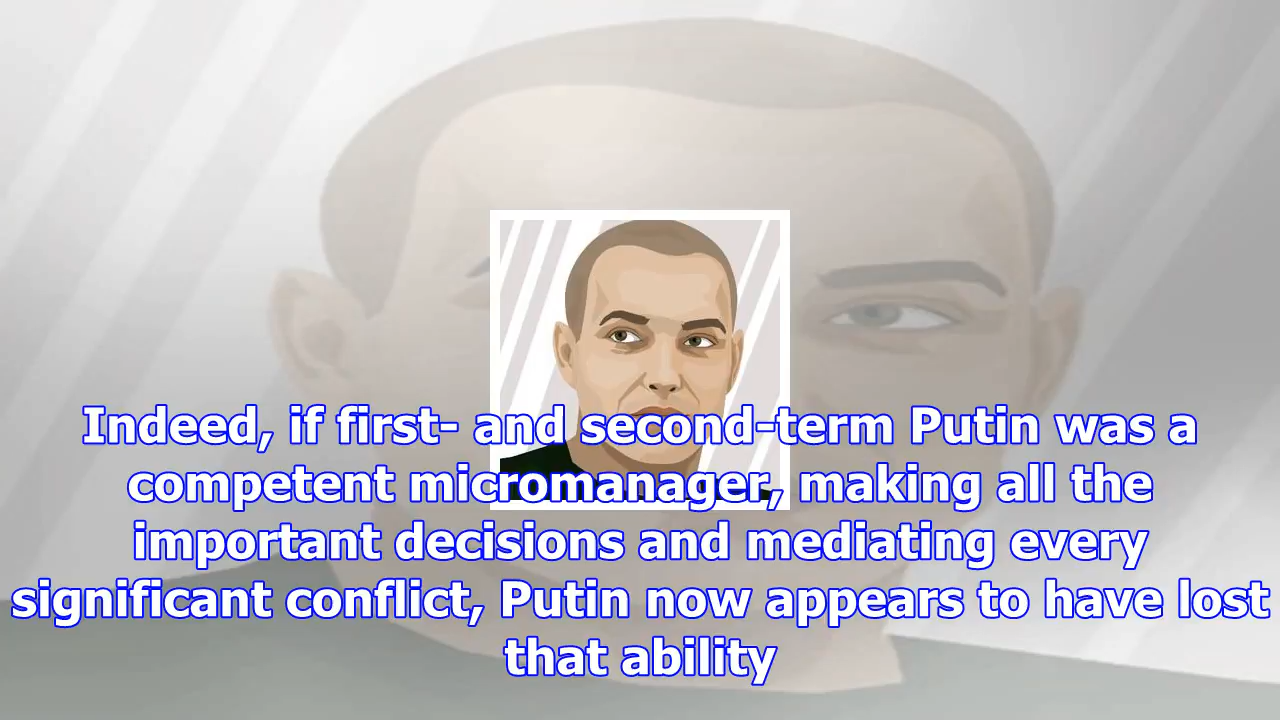 Indeed, if first- and second-term Putin was a
competent micromanager, making all the
important decisions and mediating every
significant conflict, Putin now appears to have lost
that ability